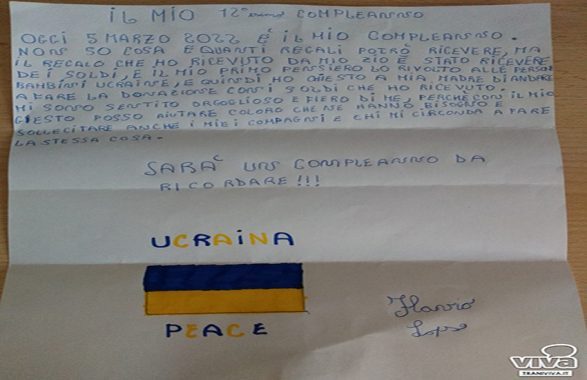 IL MIO 12°esimo COMPLEANNO
OGGI 5 MARZO 2022 È IL MIO COMPLEANNO.
NON SO COSA E QUANTI REGALI POTRÒ RICEVERE, MA
IL REGALO CHE HO RICEVUTO DA MIO ZIO È STATO RICEVERE
DEI SOLDI, E IL MIO PRIMO PENSIERO LO RIVOLTO ALLE PERSONE
BAMBINI UCRAINE, E QUINDI HO CHIESTO A MIA MADRE DI ANDARE
A FARE LA DONAZIONE CON I SOLDI CHE HO RICEVUTO.
MI SONO SENTITO ORGOGLIOSO E FIERO DI ME, PERCHÉ CON IL MIO
GESTO POSSO AIUTARE COLORO CHE NE HANNO BISOGNO E
SOLLECITARE ANCHE I MIEI COMPAGNI E CHI MI CIRCONDA A FARE
LA STESSA COSA.
SARÀ UN COMPLEANNO DA
RICORDARE!!!
UCRAINA
PEACE
Flavio
viva
TRANIVIVA.IT